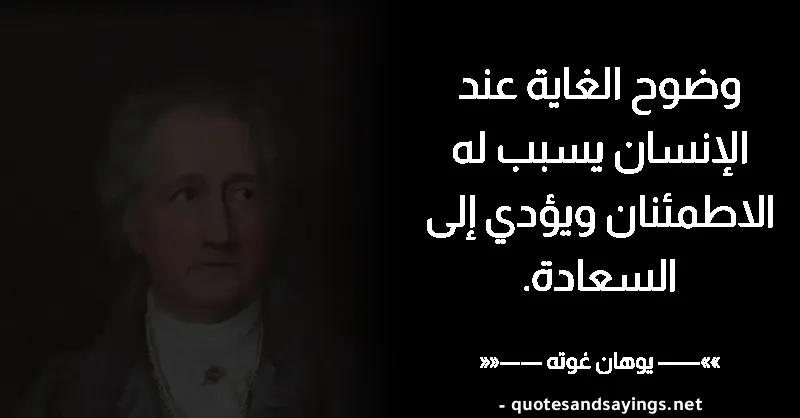 وضوح الغاية عند
الإنسان يسبب له
الاطمئنان ويؤدي إلى
السعادة.
»»—— يوهان غوته ——««
- quotesandsayings.net